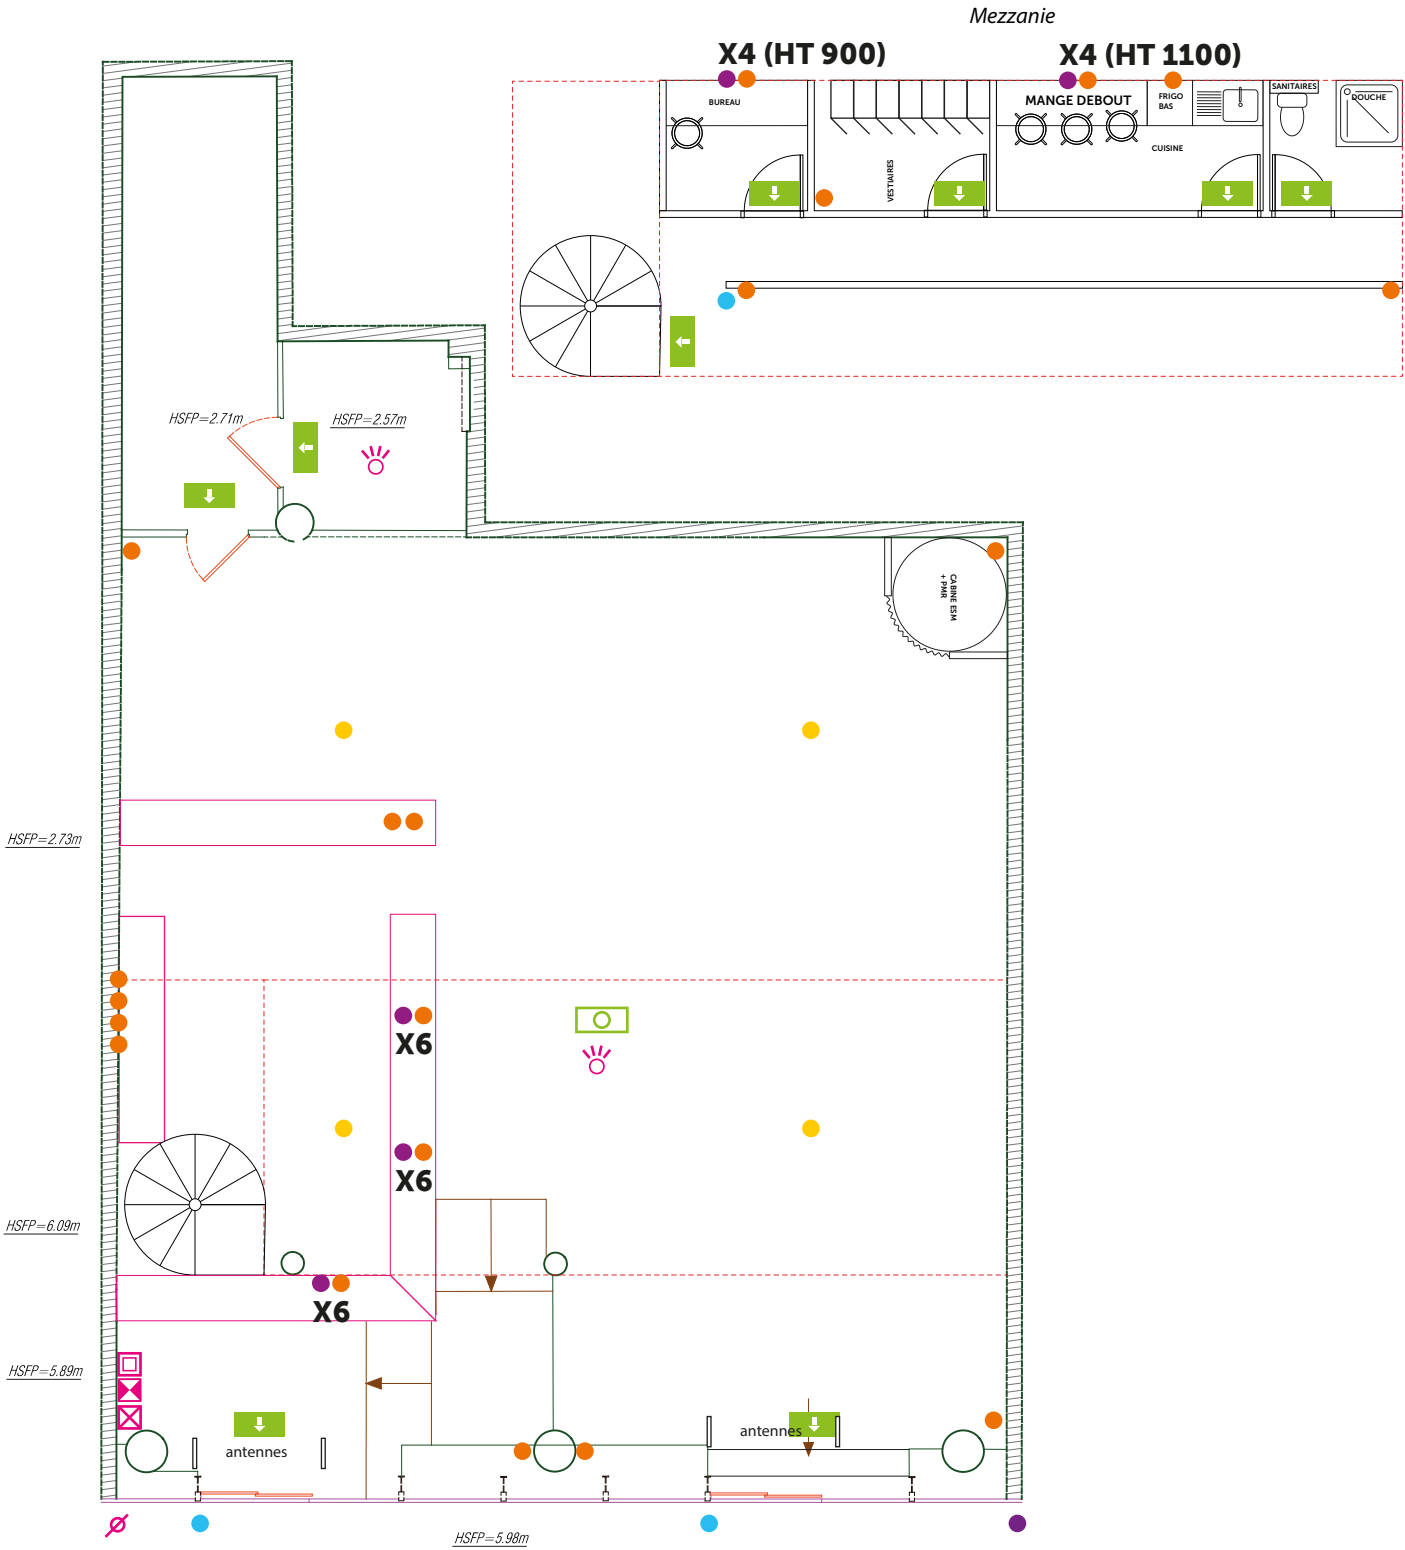 Mezzanie
X4 (HT 900)
X4 (HT 1100)
BUREAU
VESTIAIRES
MANGE DEBOUT
FRIGO
BAS
CUISINE
SANITAIRES
DOUCHE
HSFP=2.71m
HSFP=2.57m
CABINE ESM
+ PMR
HSFP=2.73m
X6
X6
HSFP=6.09m
X6
HSFP=5.89m
antennes
antennes
HSFP=5.98m